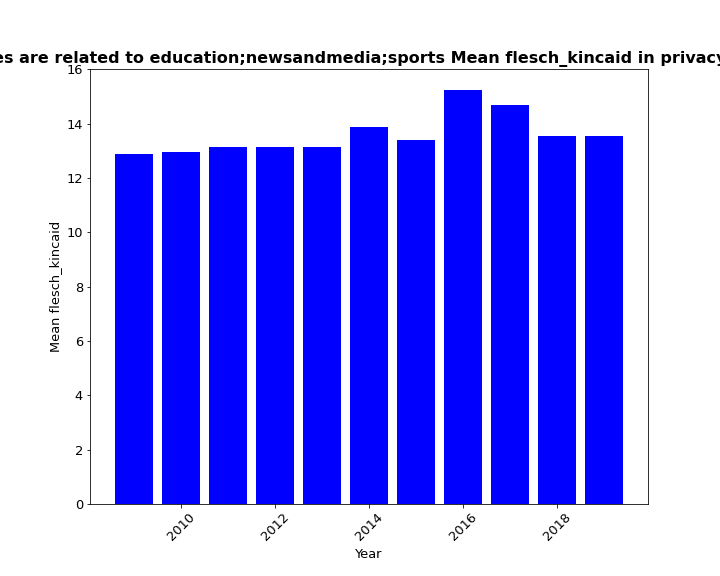 es are related to education;newsandmedia;sports Mean flesch_kincaid in privacy
16
14
12
10
8
6
4
2
0
Mean flesch_kincaid
2010 2012 2014 2016 2018
Year